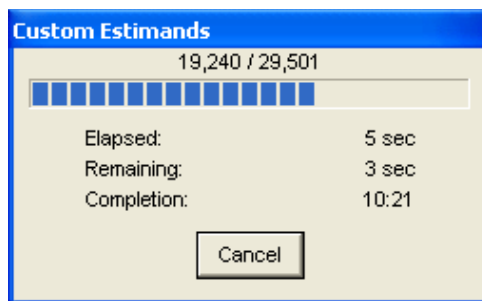 Custom Estimands
19,240 / 29,501
Elapsed: 5 sec
Remaining: 3 sec
Completion: 10:21
Cancel